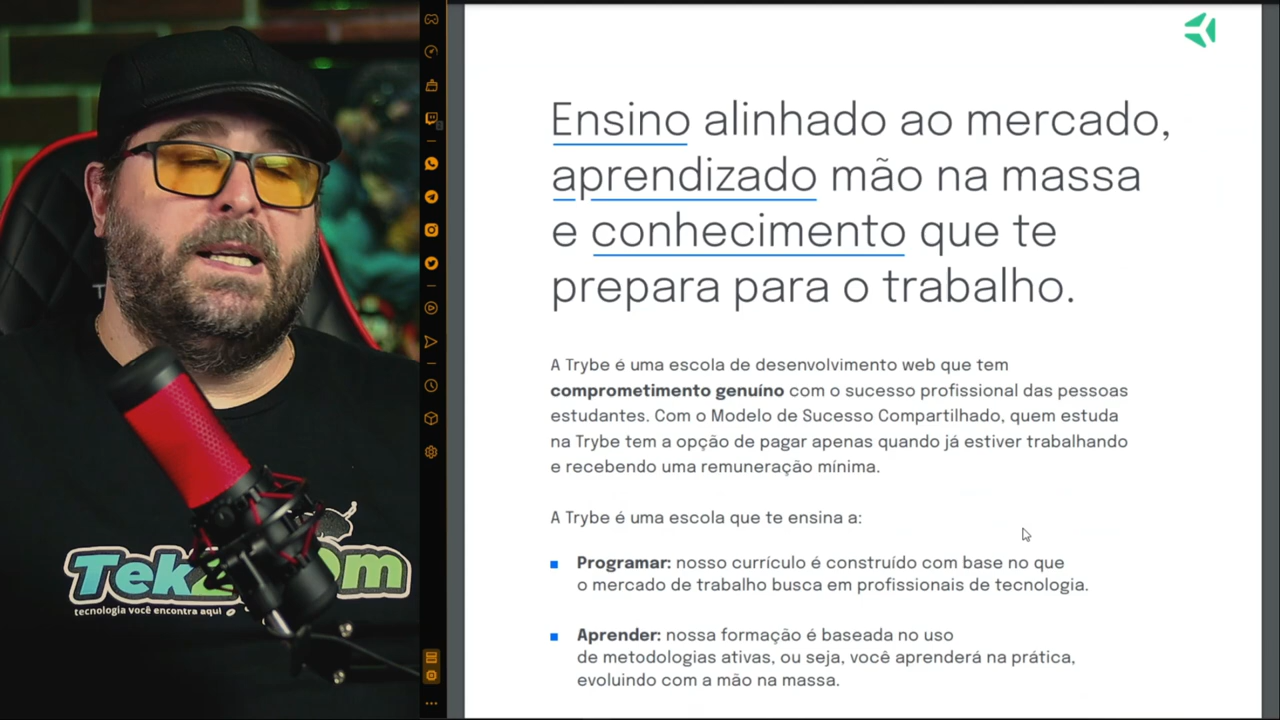 Ensino alinhado ao mercado,
aprendizado mão na massa
e conhecimento que te
prepara para o trabalho.
A Trybe é uma escola de desenvolvimento web que tem
comprometimento genuíno com o sucesso profissional das pessoas
estudantes. Com o Modelo de Sucesso Compartilhado, quem estuda
na Trybe tem a opção de pagar apenas quando já estiver trabalhando
e recebendo uma remuneração mínima.
A Trybe é uma escola que te ensina a:
Programar: nosso currículo é construído com base no que
o mercado de trabalho busca em profissionais de tecnologia.
Aprender: nossa formação é baseada no uso
de metodologias ativas, ou seja, você aprenderá na prática,
evoluindo com a mão na massa.
tecnologia você encontra aqui